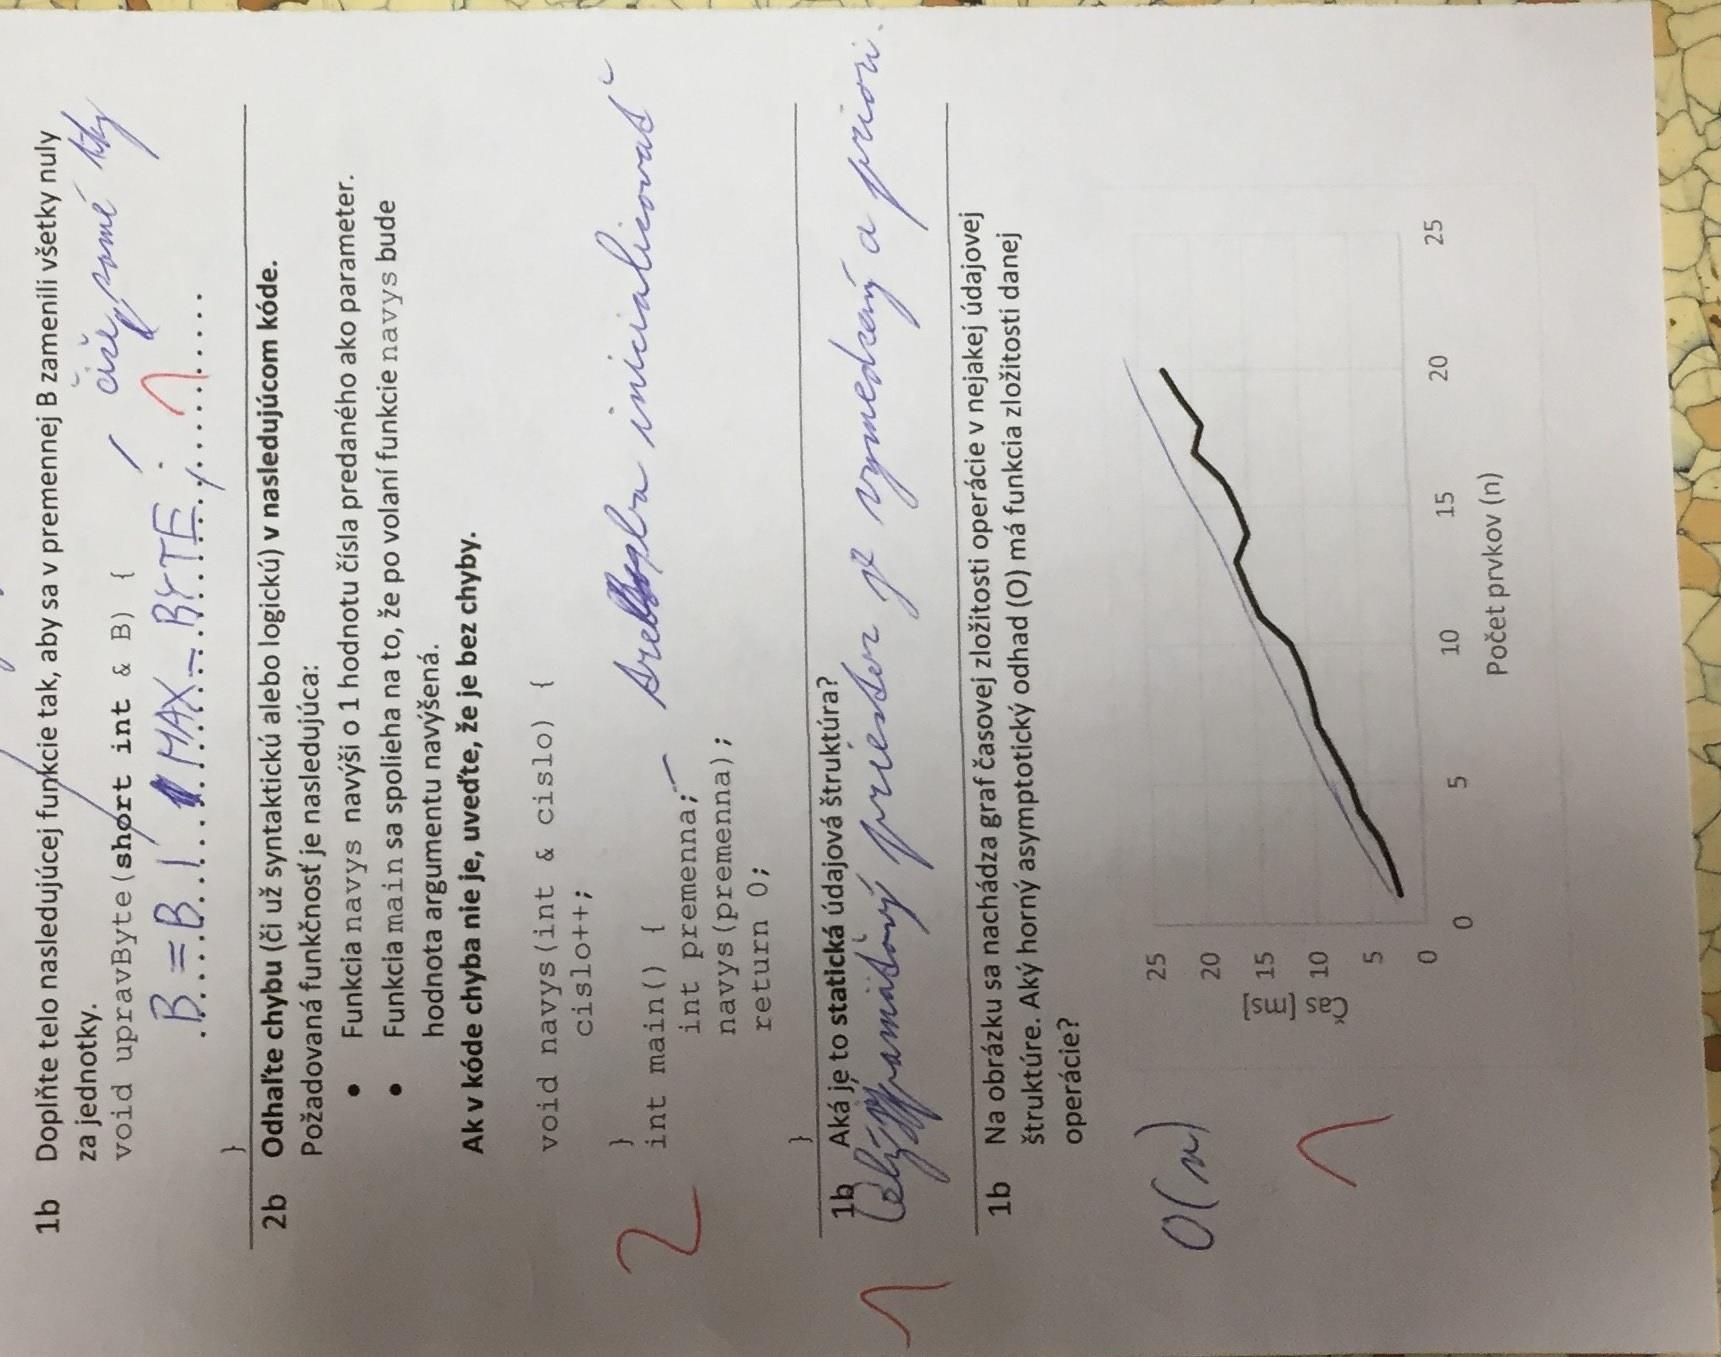 1b Doplňte telo nasledujúcej funkcie tak, aby sa v premennej B zamenili všetky nuly
za jednotky.
čiže samé
void upravByte(short int & B) {
B = B | MAX_BYTE; 1
}
2b Odhaľte chybu (či už syntaktickú alebo logickú) v nasledujúcom kóde.
Požadovaná funkčnosť je nasledujúca:
• Funkcia navys navýši o 1 hodnotu čísla predaného ako parameter.
• Funkcia main sa spolieha na to, že po volaní funkcie navys bude
hodnota argumentu navýšená.
Ak v kóde chyba nie je, uveďte, že je bez chyby.
void navys(int & cislo) {
cislo++;
}
2
int main() { – treba inicializovať
int premenna;
navys(premenna);
return 0;
}
1b Aká je to statická údajová štruktúra?
1 Celý pamäťový priestor je vymedzený a priori.
1b Na obrázku sa nachádza graf časovej zložitosti operácie v nejakej údajovej
štruktúre. Aký horný asymptotický odhad (O) má funkcia zložitosti danej
operácie?
O(n)
1
Čas [ms]
25
20
15
10
5
0
0 5 10 15 20 25
Počet prvkov (n)